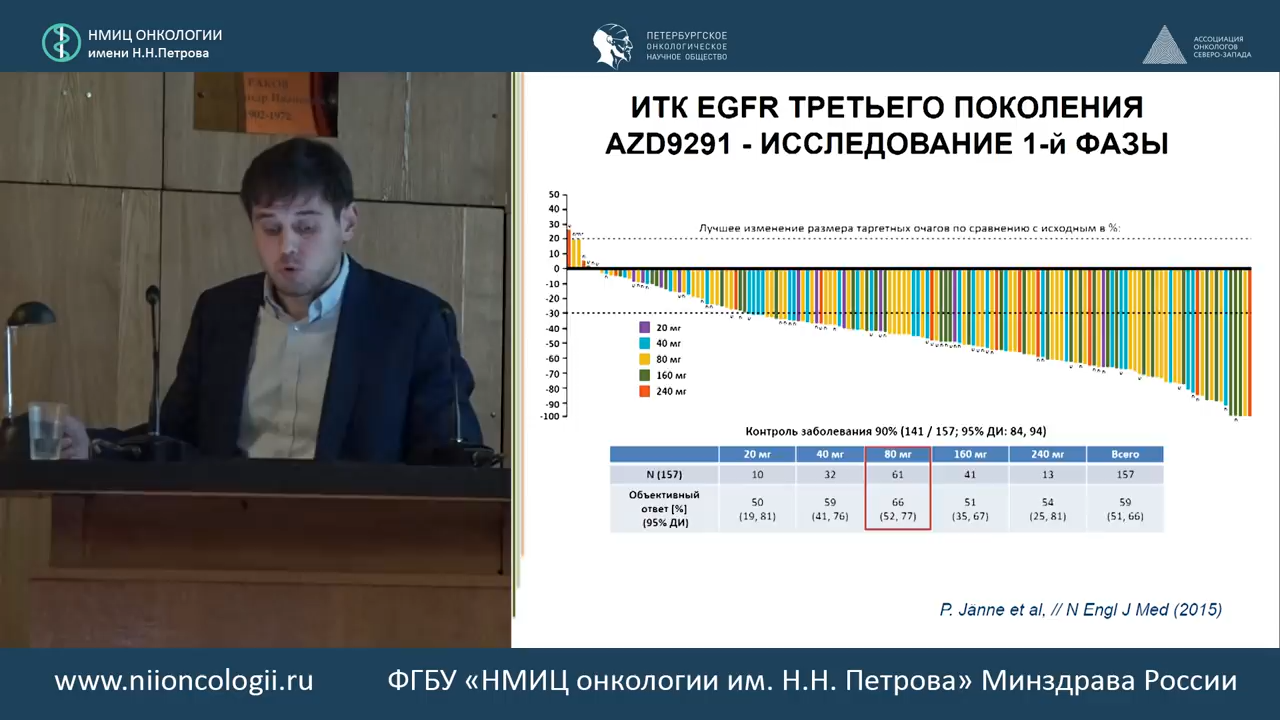 НМИЦ ОНКОЛОГИИ
имени Н.Н.Петрова
ПЕТЕРБУРГСКОЕ
ОНКОЛОГИЧЕСКОЕ
НАУЧНОЕ ОБЩЕСТВО
АССОЦИАЦИЯ
ОНКОЛОГОВ
СЕВЕРО-ЗАПАДА
ИТК EGFR ТРЕТЬЕГО ПОКОЛЕНИЯ
AZD9291 - ИССЛЕДОВАНИЕ 1-й ФАЗЫ
Лучшее изменение размера таргетных очагов по сравнению с исходным в %:
50
40
30
20
10
0
-10
-20
-30
-40
-50
-60
-70
-80
-90
-100
20 мг
40 мг
80 мг
160 мг
240 мг
Контроль заболевания 90% (141 / 157; 95% ДИ: 84, 94)
20 мг 40 мг 80 мг 160 мг 240 мг Всего
N (157) 10 32 61 41 13 157
Объективный ответ [%] (95% ДИ) 50 (19, 81) 59 (41, 76) 66 (52, 77) 51 (35, 67) 54 (25, 81) 59 (51, 66)
P. Janne et al, // N Engl J Med (2015)
www.niioncologii.ru
ФГБУ «НМИЦ онкологии им. Н.Н. Петрова» Минздрава России